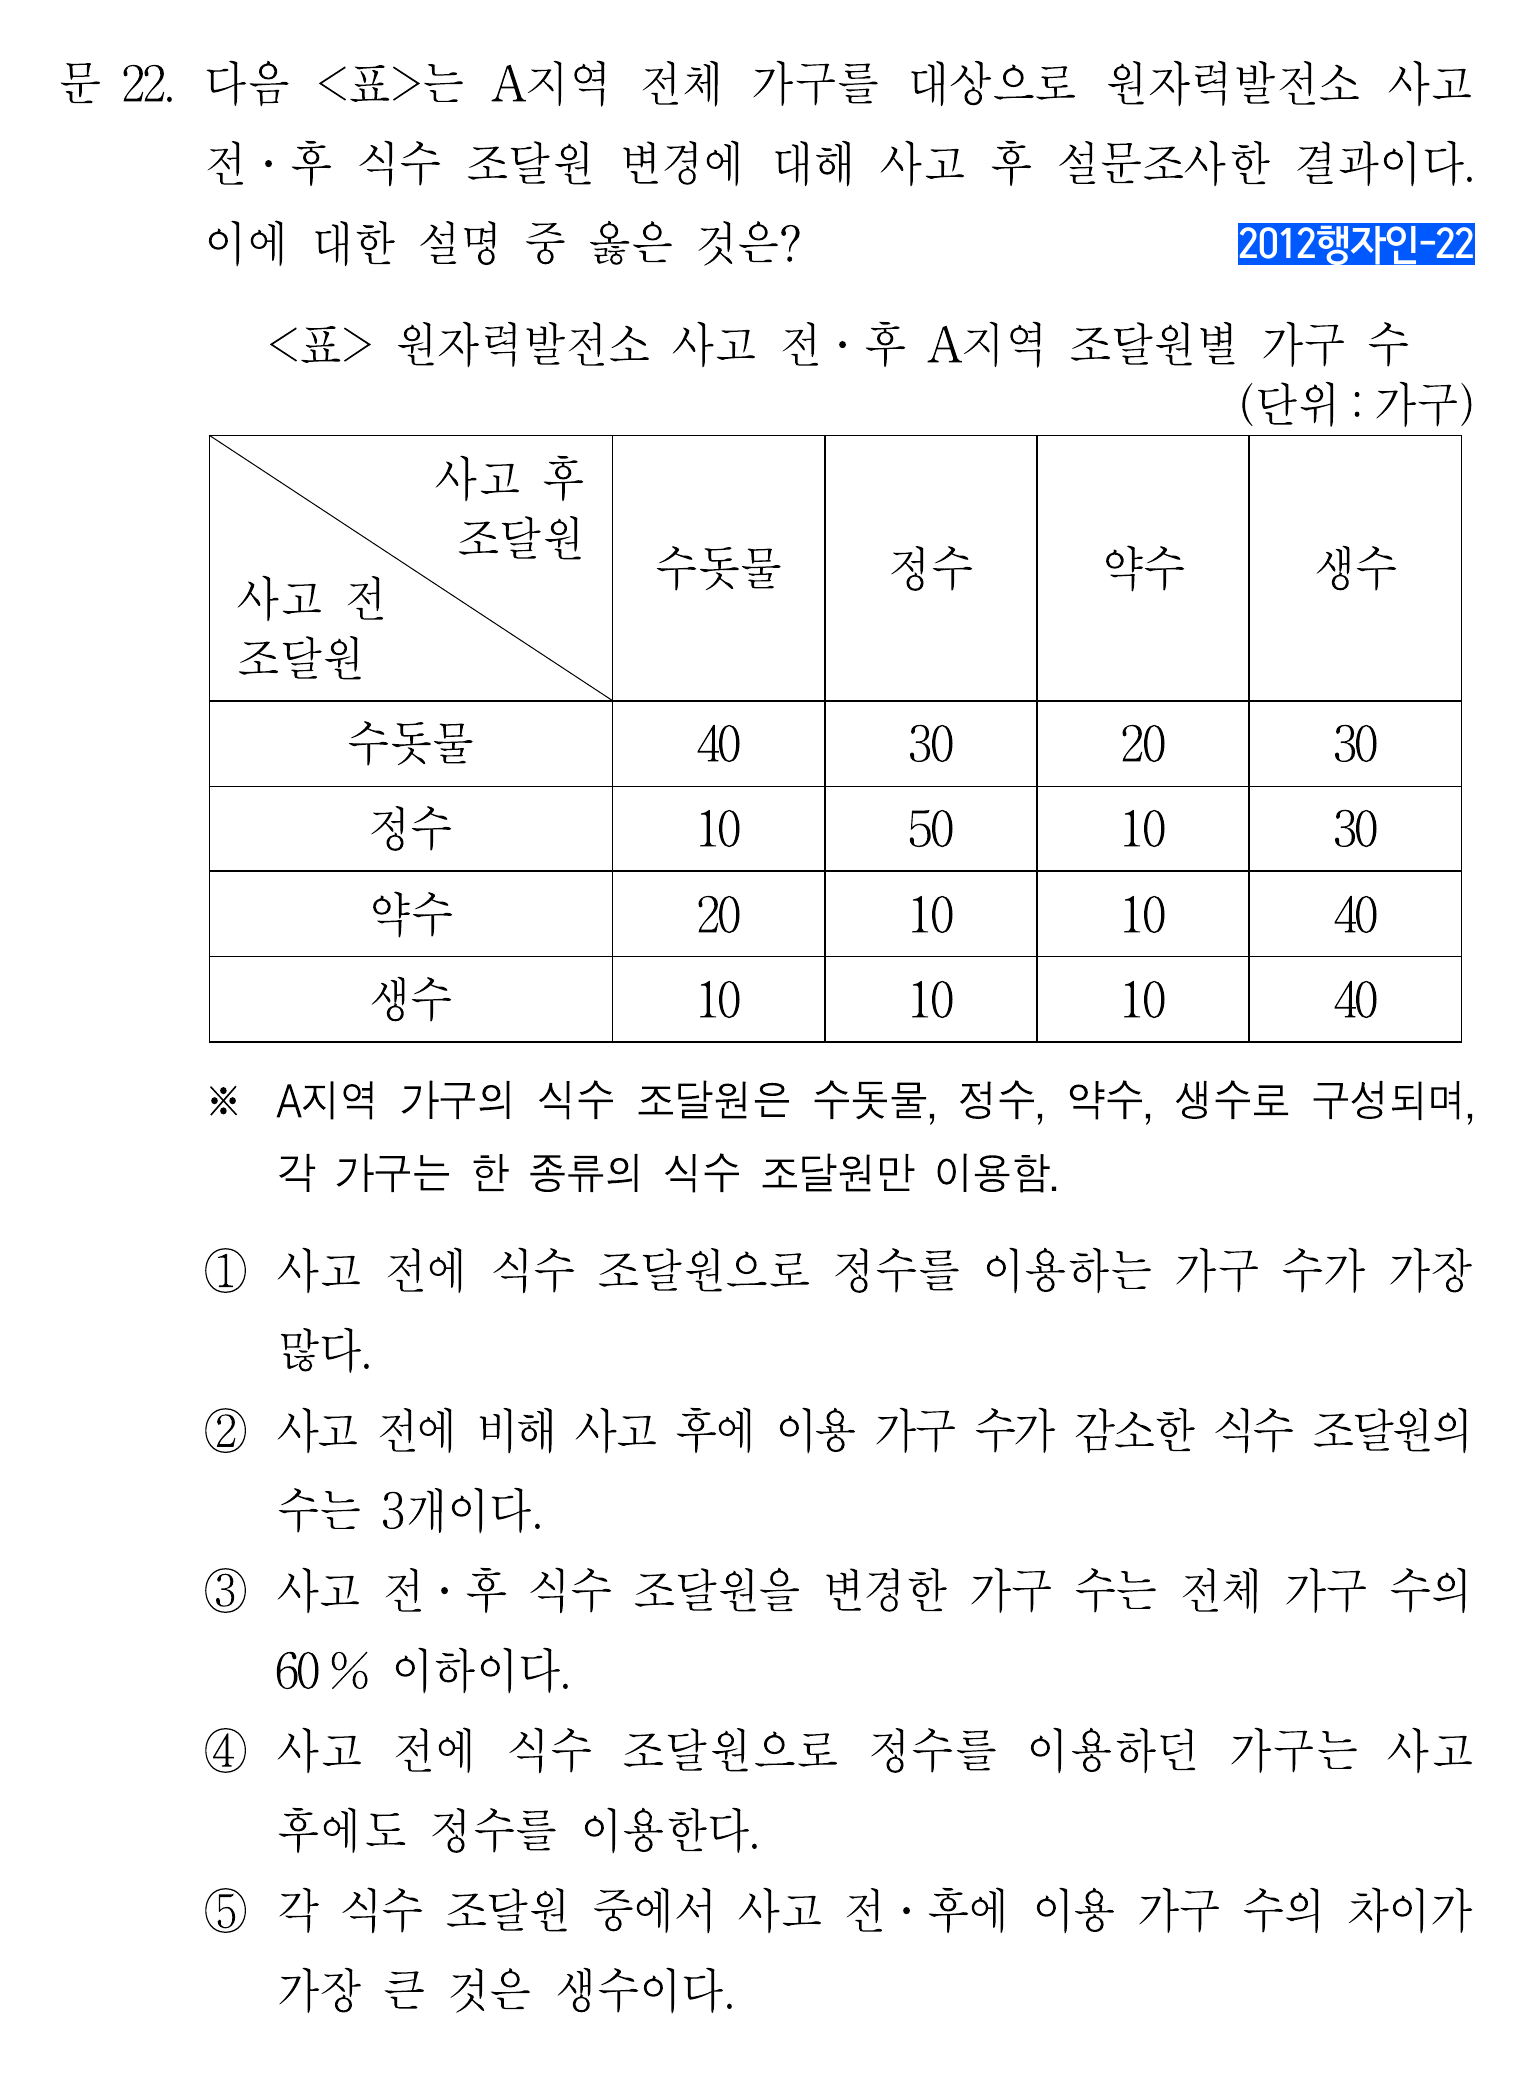 문 22. 다음 <표>는 A지역 전체 가구를 대상으로 원자력발전소 사고
전·후 식수 조달원 변경에 대해 사고 후 설문조사한 결과이다.
이에 대한 설명 중 옳은 것은? 2012행자인-22
<표> 원자력발전소 사고 전·후 A지역 조달원별 가구 수
(단위 : 가구)
사고 후
조달원
사고 전
조달원
수돗물 정수 약수 생수
수돗물 40 30 20 30
정수 10 50 10 30
약수 20 10 10 40
생수 10 10 10 40
※ A지역 가구의 식수 조달원은 수돗물, 정수, 약수, 생수로 구성되며,
각 가구는 한 종류의 식수 조달원만 이용함.
① 사고 전에 식수 조달원으로 정수를 이용하는 가구 수가 가장
많다.
② 사고 전에 비해 사고 후에 이용 가구 수가 감소한 식수 조달원의
수는 3개이다.
③ 사고 전·후 식수 조달원을 변경한 가구 수는 전체 가구 수의
60% 이하이다.
④ 사고 전에 식수 조달원으로 정수를 이용하던 가구는 사고
후에도 정수를 이용한다.
⑤ 각 식수 조달원 중에서 사고 전·후에 이용 가구 수의 차이가
가장 큰 것은 생수이다.